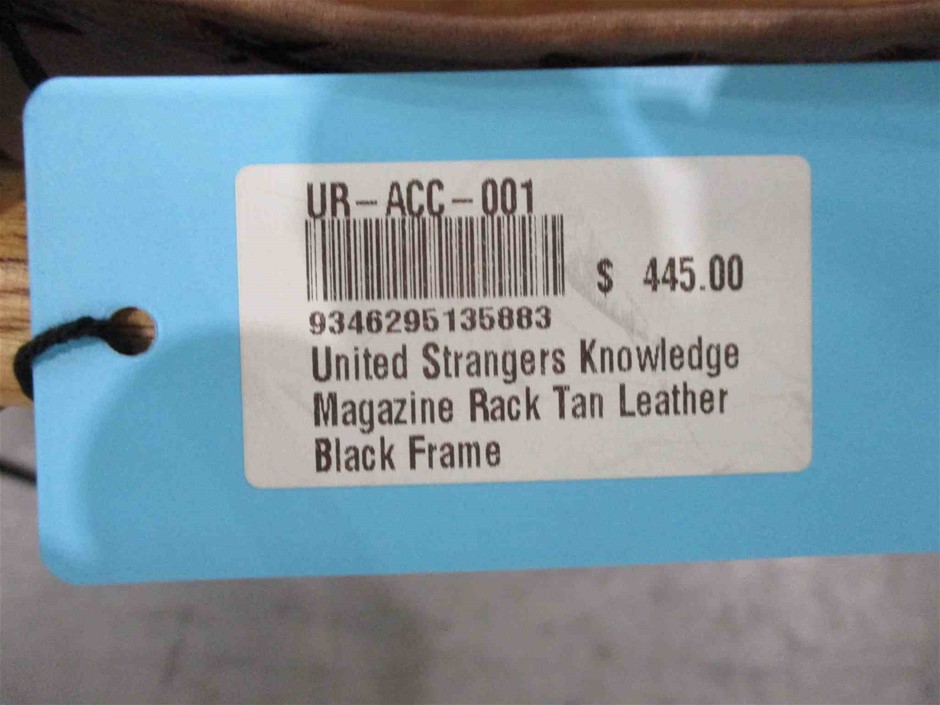 UR-ACC-001
$ 445.00
9346295135883
United Strangers Knowledge
Magazine Rack Tan Leather
Black Frame